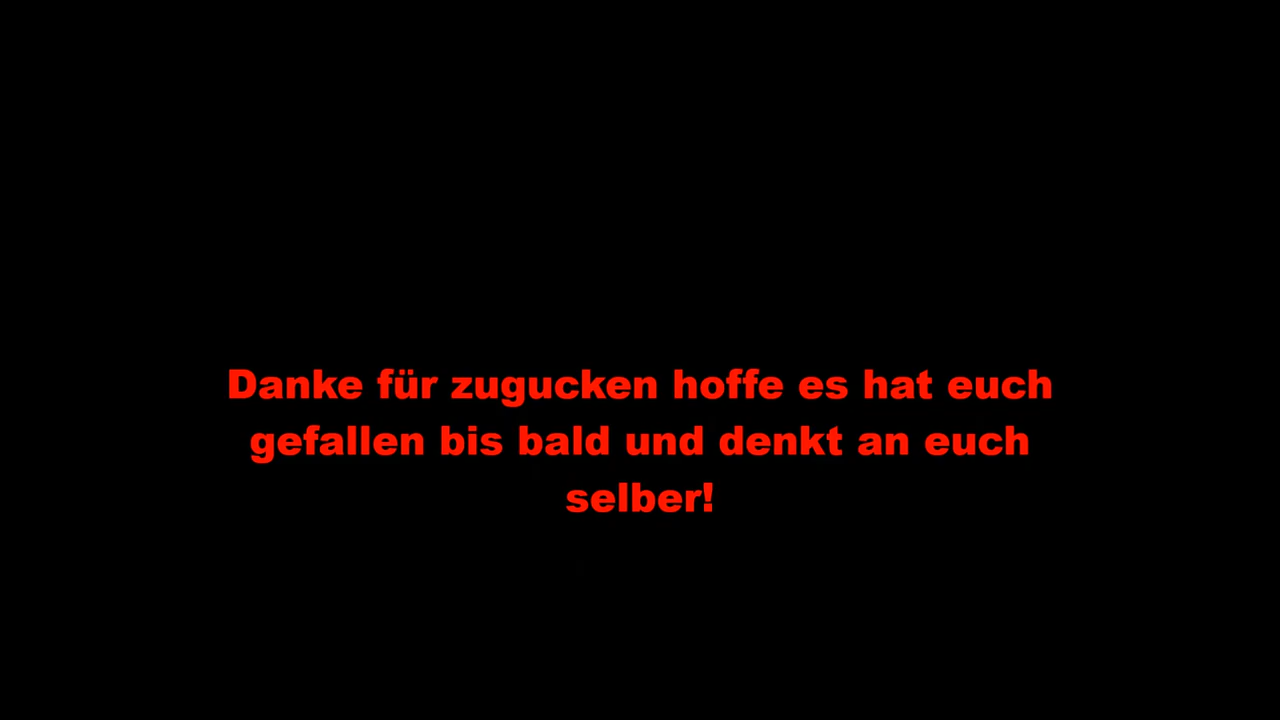 Danke für zugucken hoffe es hat euch
gefallen bis bald und denkt an euch
selber!